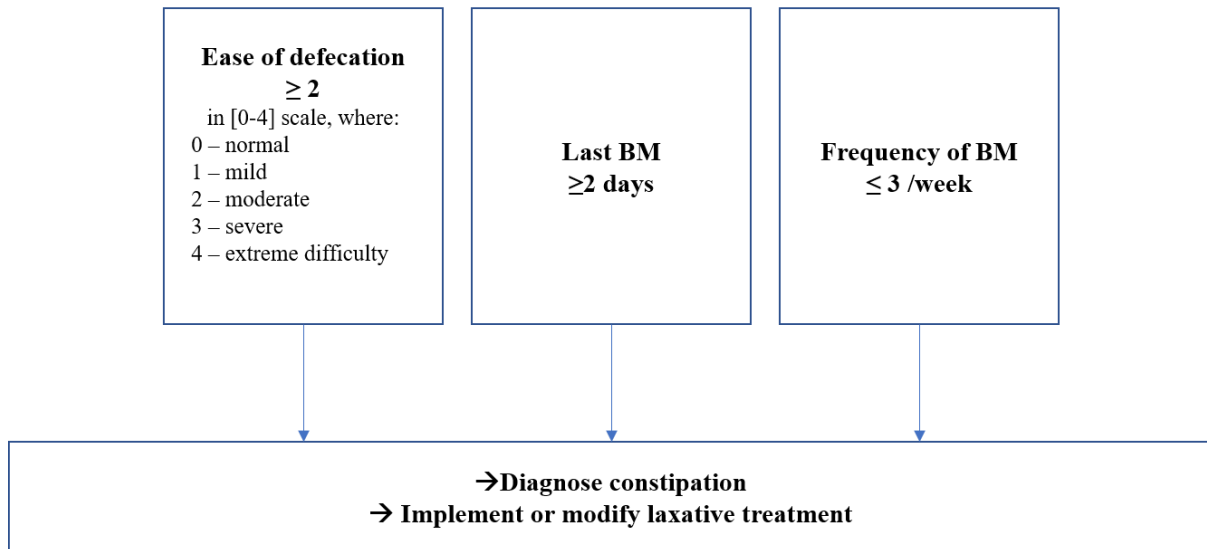 Ease of defecation
≥ 2
in [0-4] scale, where:
0 – normal
1 – mild
2 – moderate
3 – severe
4 – extreme difficulty
Last BM
≥2 days
Frequency of BM
≤ 3 /week
→Diagnose constipation
→ Implement or modify laxative treatment